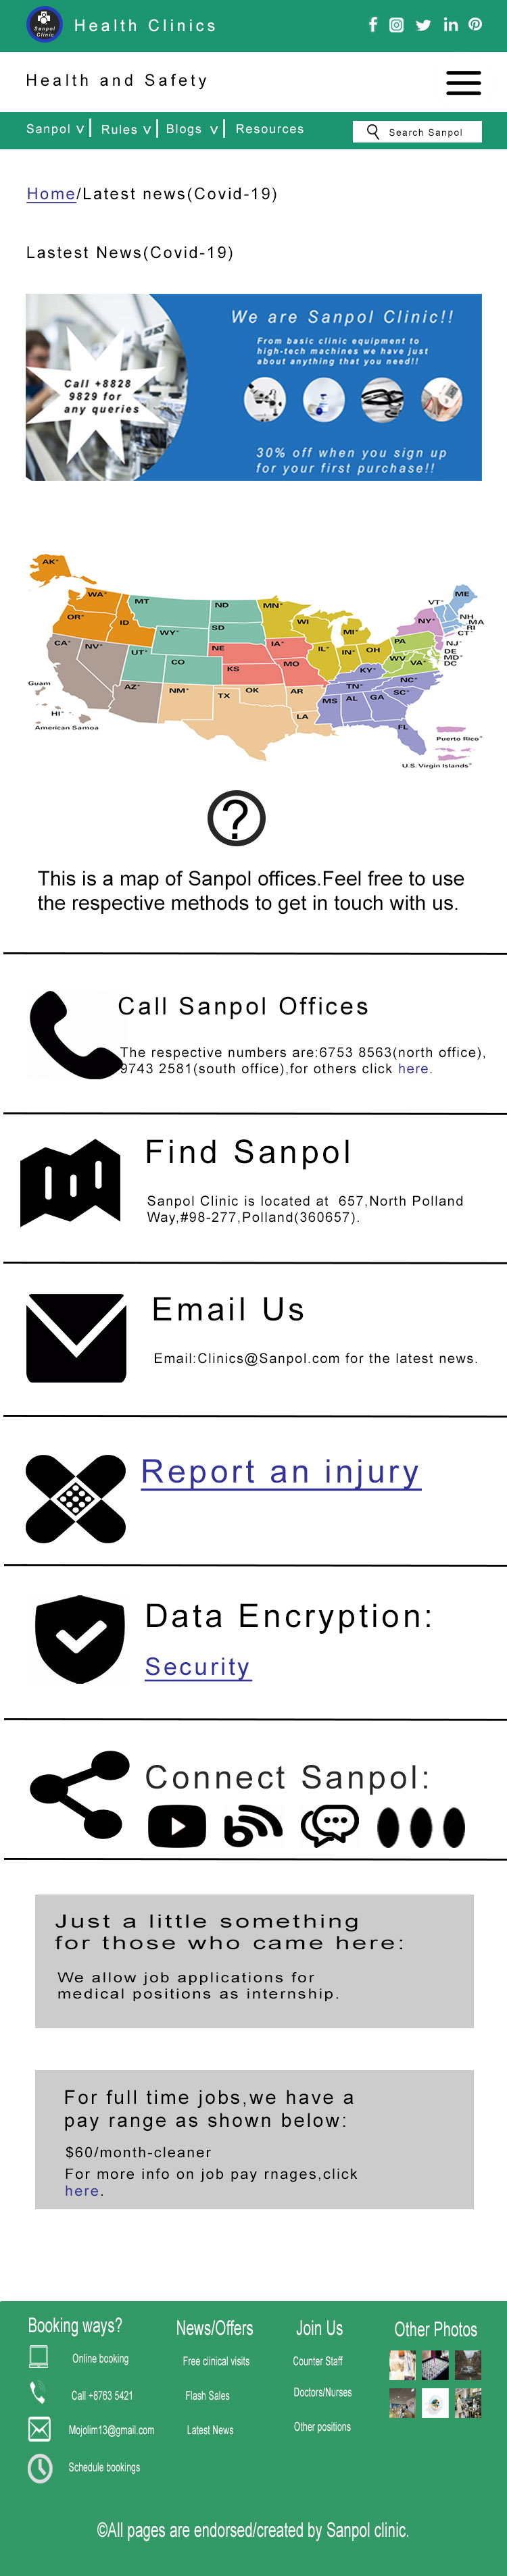 Sanpol
Clinic
Health Clinics
Health and Safety
Sanpol v
Rules v
Blogs v
Resources
Search Sanpol
Home/Latest news(Covid-19)
Lastest News(Covid-19)
We are Sanpol Clinic!!
From basic clinic equipment to
high-tech machines we have just
about anything that you need!!
Call +8828
9829 for
any queries
30% off when you sign up
for your first purchase!!
AK*
WA*
OR*
ID
MT
ND
MN*
WI
MI*
VT*
ME
NH
MA
RI
CT*
NY*
SD
WY*
CA*
NV*
UT*
CO
NE
KS
IA*
MO
IL*
IN*
OH
PA
NJ*
DE
MD*
DC
WV
VA*
KY*
AZ*
NM*
TX
OK
AR
LA
TN*
NC*
SC*
MS
AL
GA
FL
Guam
HI*
American Samoa
Puerto Rico*
U.S. Virgin Islands*
This is a map of Sanpol offices.Feel free to use
the respective methods to get in touch with us.
Call Sanpol Offices
The respective numbers are:6753 8563(north office),
9743 2581(south office),for others click here.
Find Sanpol
Sanpol Clinic is located at 657,North Polland
Way,#98-277,Polland(360657).
Email Us
Email:Clinics@Sanpol.com for the latest news.
Report an injury
Data Encryption:
Security
Connect Sanpol:
Just a little something
for those who came here:
We allow job applications for
medical positions as internship.
For full time jobs,we have a
pay range as shown below:
$60/month-cleaner
For more info on job pay rnages,click
here.
Booking ways?
Online booking
Call +8763 5421
Mojolim13@gmail.com
Schedule bookings
News/Offers
Free clinical visits
Flash Sales
Latest News
Join Us
Counter Staff
Doctors/Nurses
Other positions
Other Photos
©All pages are endorsed/created by Sanpol clinic.